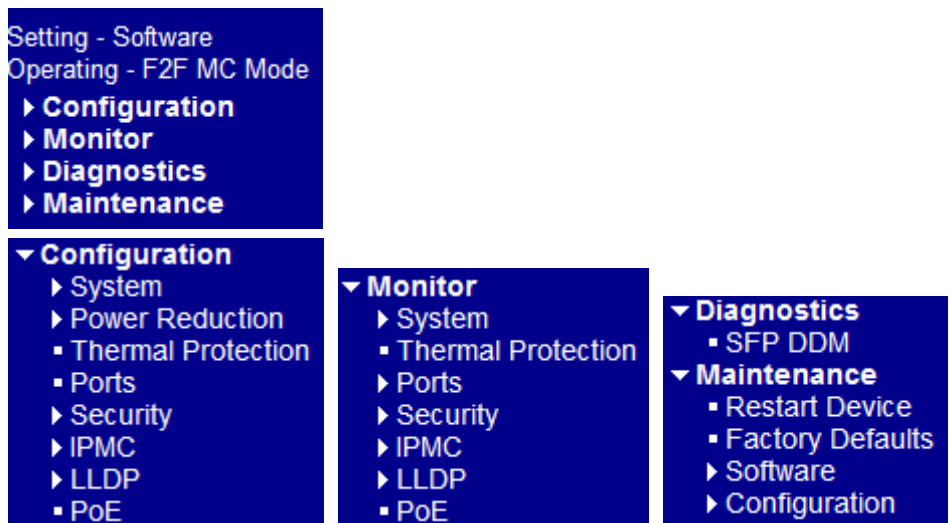 Setting - Software
Operating - F2F MC Mode
Configuration
Monitor
Diagnostics
Maintenance
Configuration
System
Power Reduction
Thermal Protection
Ports
Security
IPMC
LLDP
PoE
Monitor
System
Thermal Protection
Ports
Security
IPMC
LLDP
PoE
Diagnostics
SFP DDM
Maintenance
Restart Device
Factory Defaults
Software
Configuration